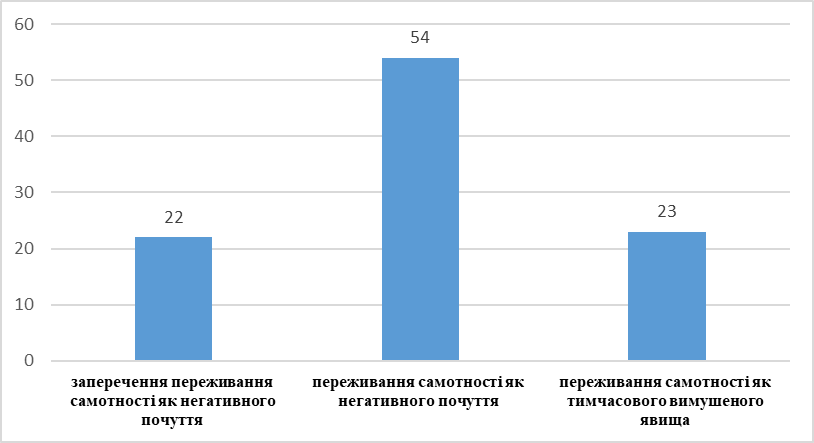 60
50
40
30
20
10
0
22
54
23
заперечення переживання
самотності як негативного
почуття
переживання самотності як
негативного почуття
переживання самотності як
тимчасового вимушеного
явища